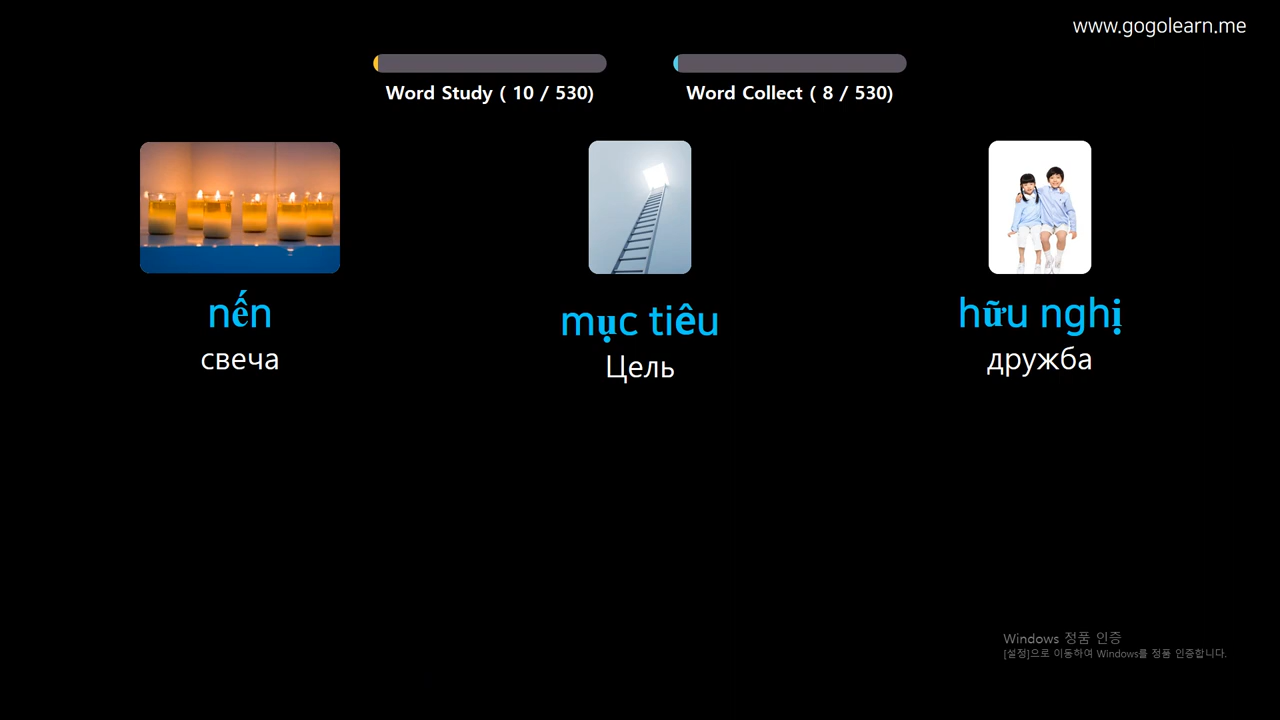 www.gogolearn.me
Word Study ( 10 / 530)
Word Collect ( 8 / 530)
nến
свеча
mục tiêu
Цель
hữu nghị
дружба
Windows 정품 인증
[설정]으로 이동하여 Windows를 정품 인증합니다.